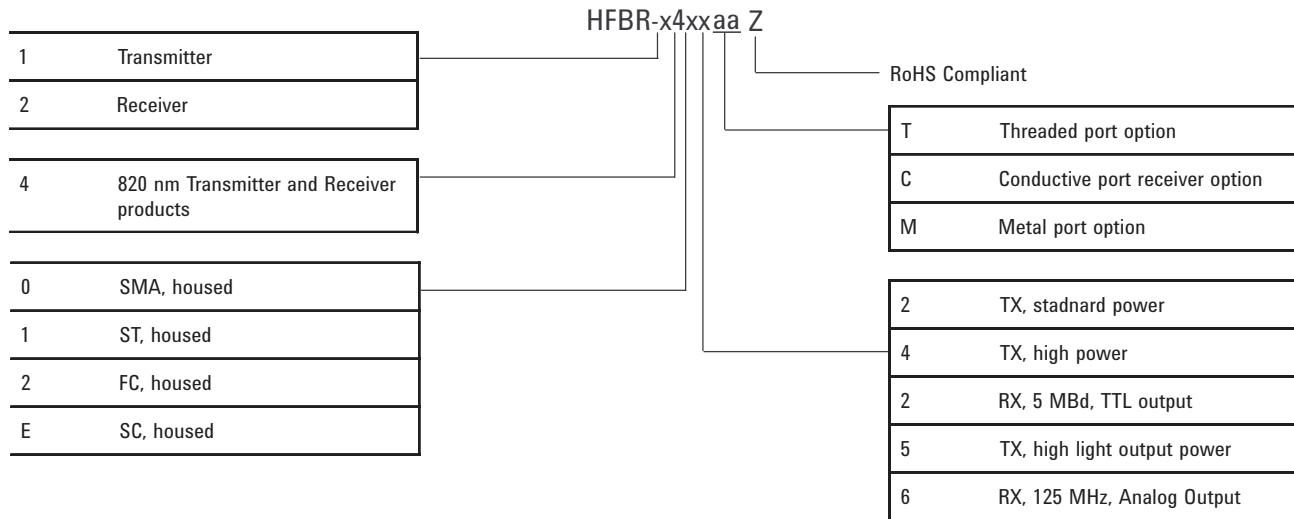 HFBR-x4xxaa Z
1 Transmitter
2 Receiver
4 820 nm Transmitter and Receiver
products
0 SMA, housed
1 ST, housed
2 FC, housed
E SC, housed
RoHS Compliant
T Threaded port option
C Conductive port receiver option
M Metal port option
2 TX, stadnard power
4 TX, high power
2 RX, 5 MBd, TTL output
5 TX, high light output power
6 RX, 125 MHz, Analog Output